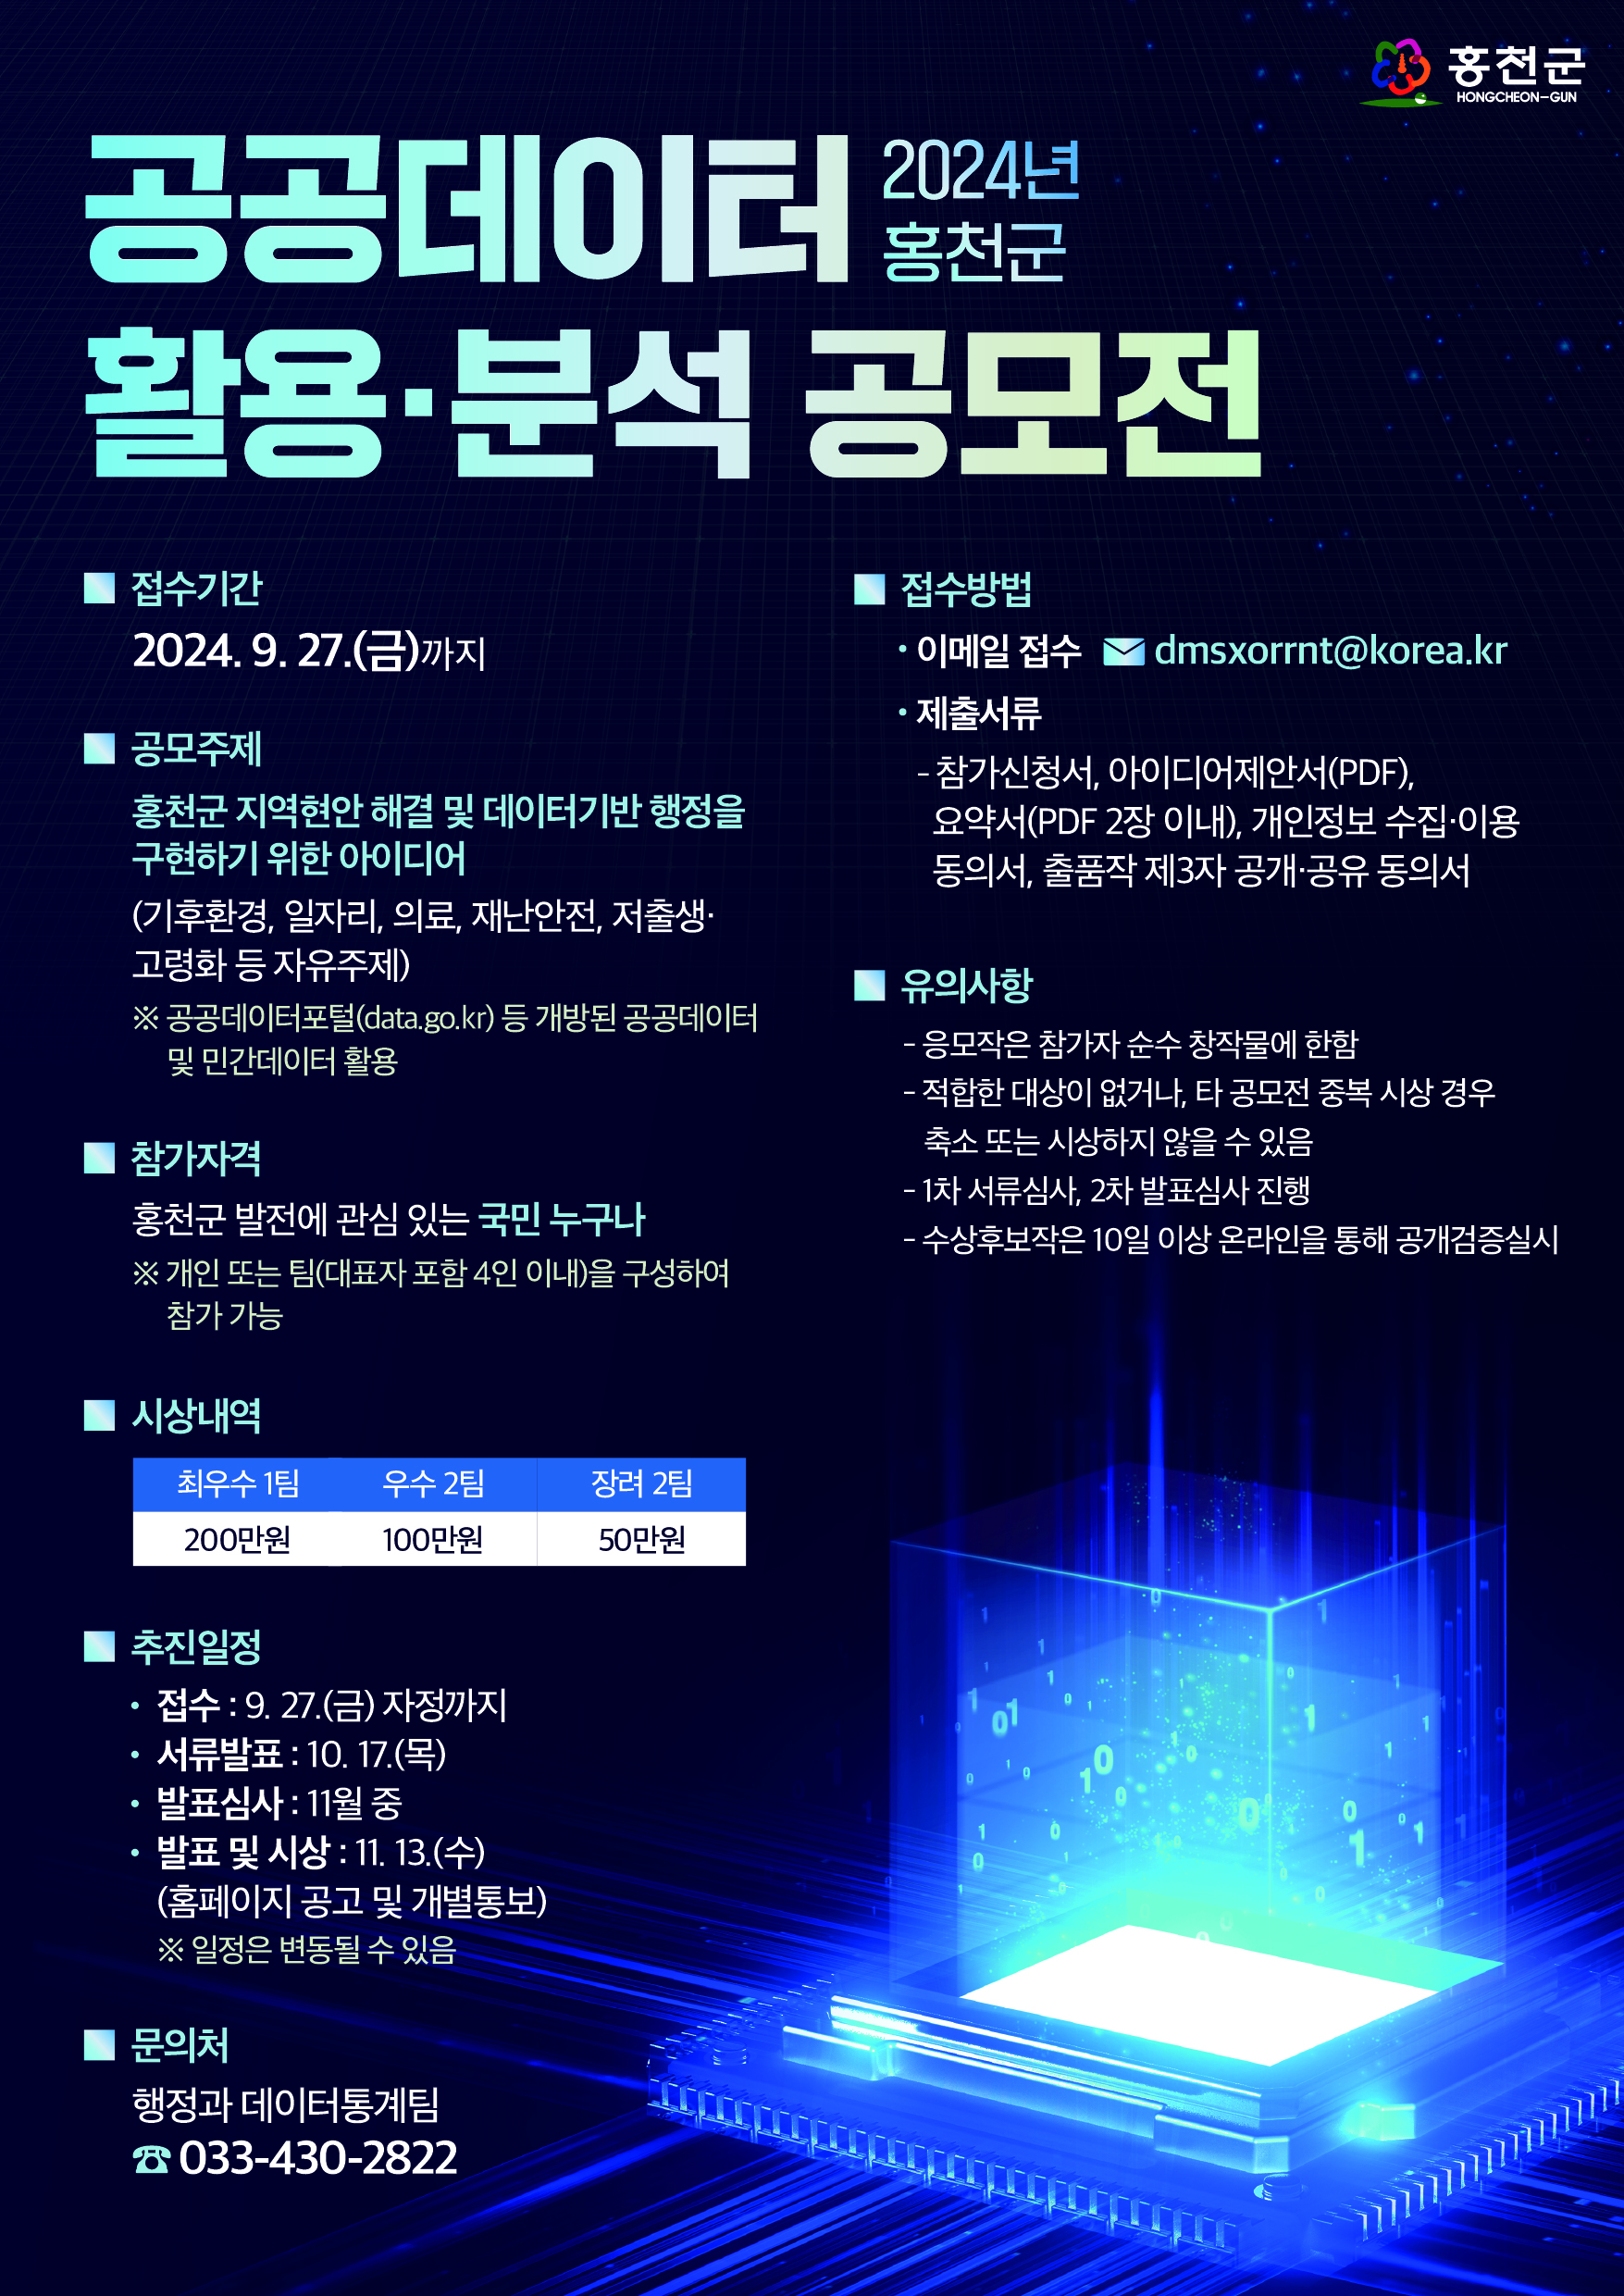 홍천군
HONGCHEON-GUN
공공데이터
2024년
홍천군
활용·분석 공모전
접수기간
2024. 9. 27.(금)까지
공모주제
홍천군 지역현안 해결 및 데이터기반 행정을
구현하기 위한 아이디어
(기후환경, 일자리, 의료, 재난안전, 저출생·
고령화 등 자유주제)
※ 공공데이터포털(data.go.kr) 등 개방된 공공데이터
및 민간데이터 활용
참가자격
홍천군 발전에 관심 있는 국민 누구나
※ 개인 또는 팀(대표자 포함 4인 이내)을 구성하여
참가 가능
시상내역
최우수 1팀 우수 2팀 장려 2팀
200만원 100만원 50만원
추진일정
· 접수 : 9. 27.(금) 자정까지
· 서류발표 : 10. 17.(목)
· 발표심사 : 11월 중
· 발표 및 시상 : 11. 13.(수)
(홈페이지 공고 및 개별통보)
※ 일정은 변동될 수 있음
문의처
행정과 데이터통계팀
☎ 033-430-2822
접수방법
· 이메일 접수 dmsxorrnt@korea.kr
· 제출서류
- 참가신청서, 아이디어제안서(PDF),
요약서(PDF 2장 이내), 개인정보 수집·이용
동의서, 출품작 제3자 공개·공유 동의서
유의사항
- 응모작은 참가자 순수 창작물에 한함
- 적합한 대상이 없거나, 타 공모전 중복 시상 경우
축소 또는 시상하지 않을 수 있음
- 1차 서류심사, 2차 발표심사 진행
- 수상후보작은 10일 이상 온라인을 통해 공개검증실시